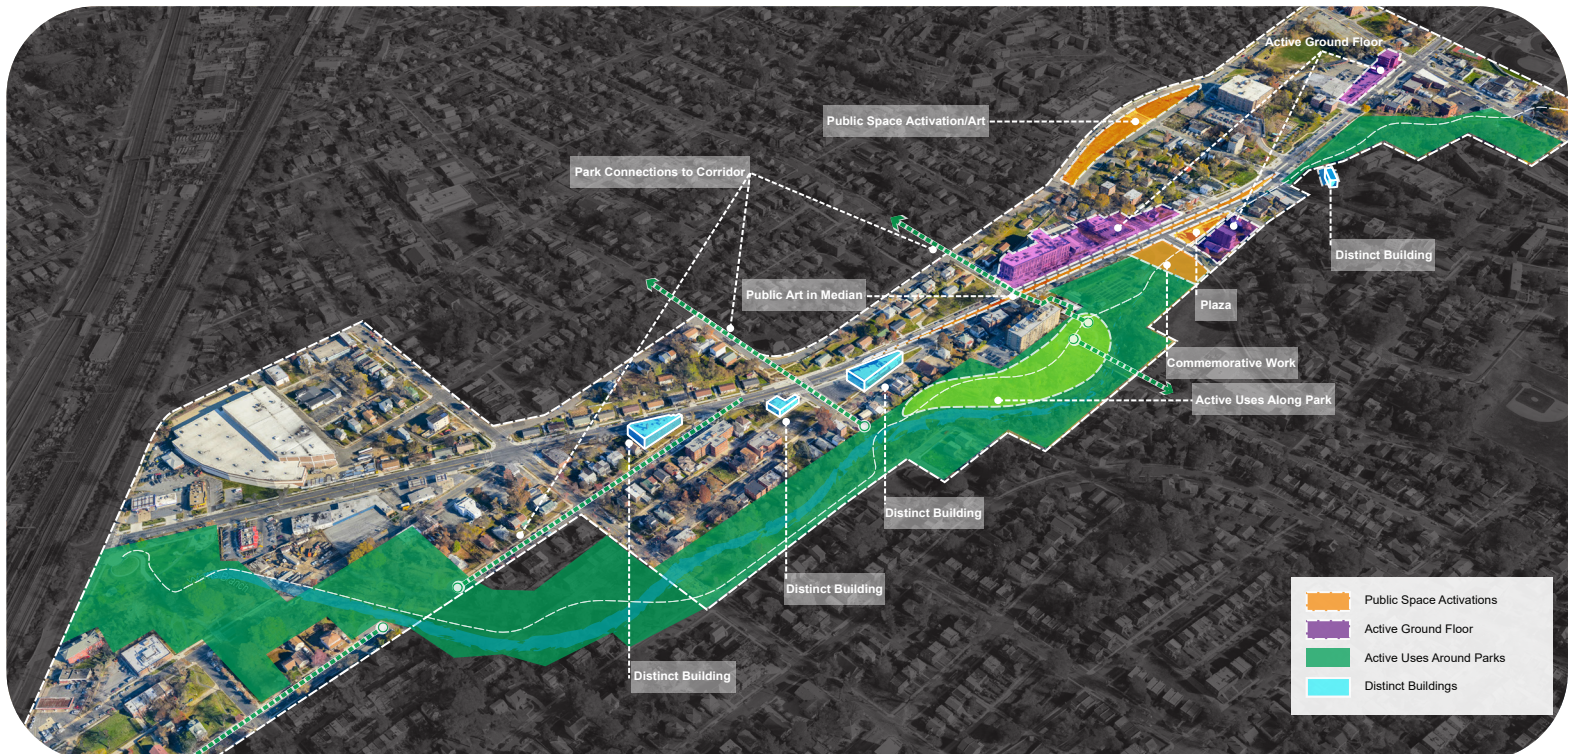 Active Ground Floor
Public Space Activation/Art
Park Connections to Corridor
Distinct Building
Public Art in Median
Plaza
Commemorative Work
Active Uses Along Park
Distinct Building
Distinct Building
Distinct Building
Public Space Activations
Active Ground Floor
Active Uses Around Parks
Distinct Buildings